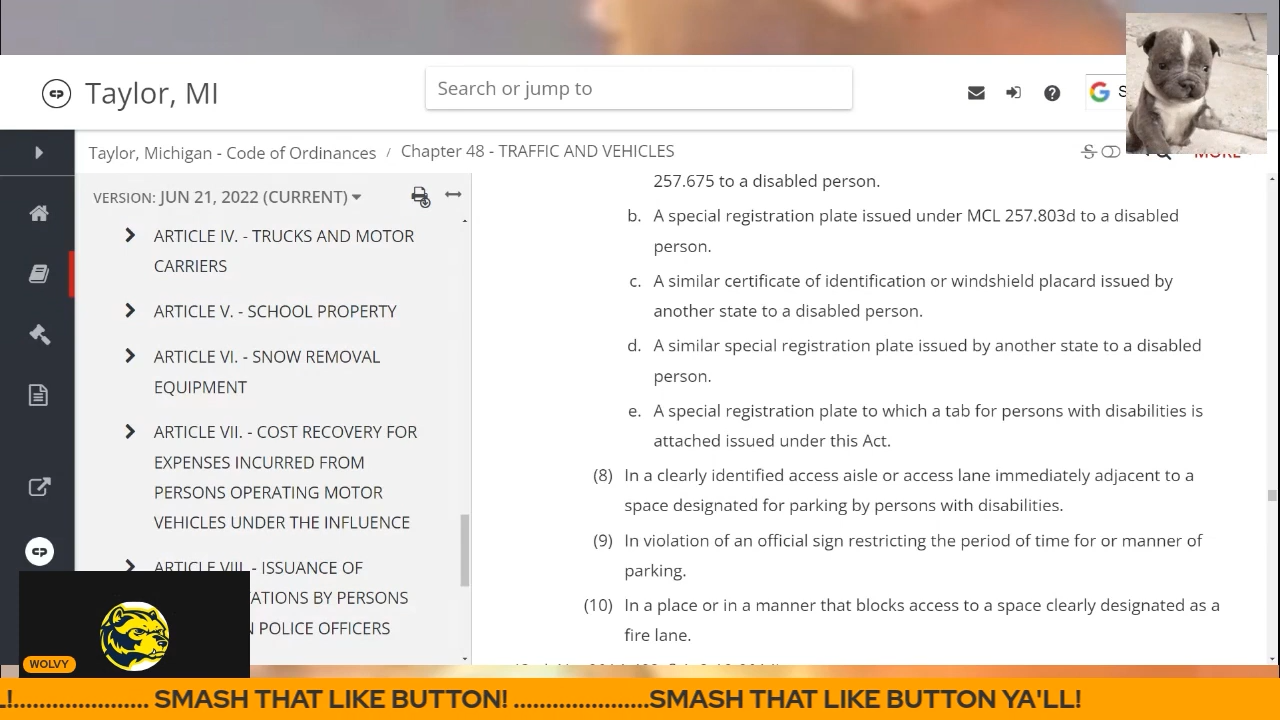 Taylor, MI
Search or jump to
S
Taylor, Michigan - Code of Ordinances / Chapter 48 - TRAFFIC AND VEHICLES
MORE
VERSION: JUN 21, 2022 (CURRENT)
ARTICLE IV. - TRUCKS AND MOTOR
CARRIERS
ARTICLE V. - SCHOOL PROPERTY
ARTICLE VI. - SNOW REMOVAL
EQUIPMENT
ARTICLE VII. - COST RECOVERY FOR
EXPENSES INCURRED FROM
PERSONS OPERATING MOTOR
VEHICLES UNDER THE INFLUENCE
ARTICLE VIII. - ISSUANCE OF
ATIONS BY PERSONS
N POLICE OFFICERS
257.675 to a disabled person.
b. A special registration plate issued under MCL 257.803d to a disabled
person.
c. A similar certificate of identification or windshield placard issued by
another state to a disabled person.
d. A similar special registration plate issued by another state to a disabled
person.
e. A special registration plate to which a tab for persons with disabilities is
attached issued under this Act.
(8) In a clearly identified access aisle or access lane immediately adjacent to a
space designated for parking by persons with disabilities.
(9) In violation of an official sign restricting the period of time for or manner of
parking.
(10) In a place or in a manner that blocks access to a space clearly designated as a
fire lane.
WOLVY
L!.................... SMASH THAT LIKE BUTTON! .....................SMASH THAT LIKE BUTTON YA'LL!